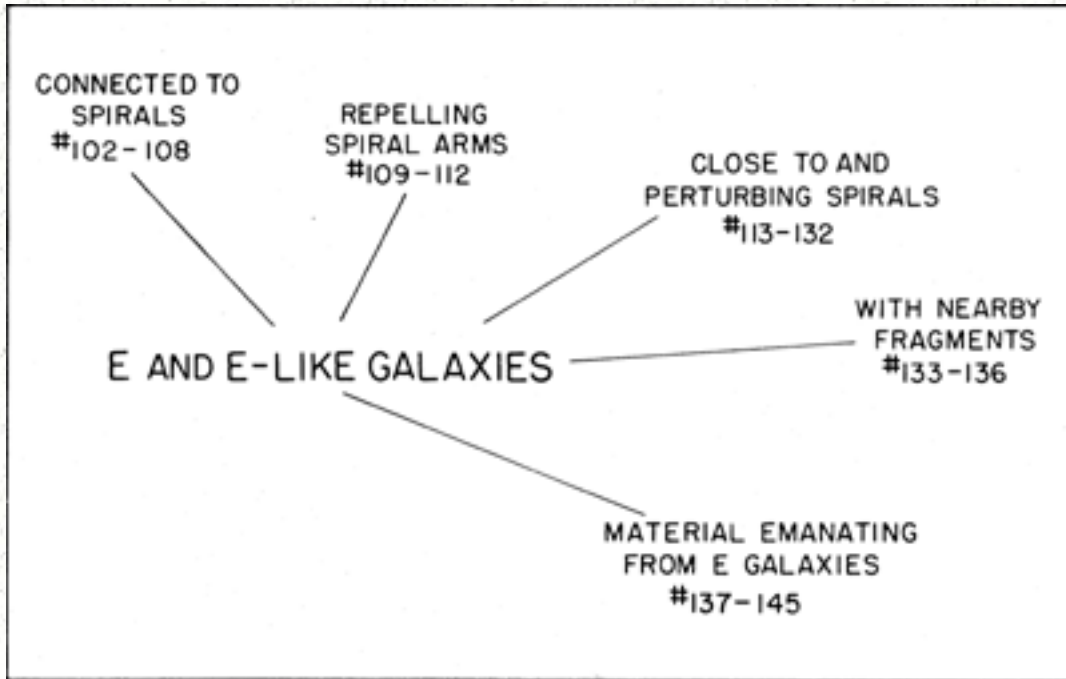 CONNECTED TO
SPIRALS
#102-108
REPELLING
SPIRAL ARMS
#109-112
CLOSE TO AND
PERTURBING SPIRALS
#113-132
WITH NEARBY
FRAGMENTS
#133-136
E AND E-LIKE GALAXIES
MATERIAL EMANATING
FROM E GALAXIES
#137-145